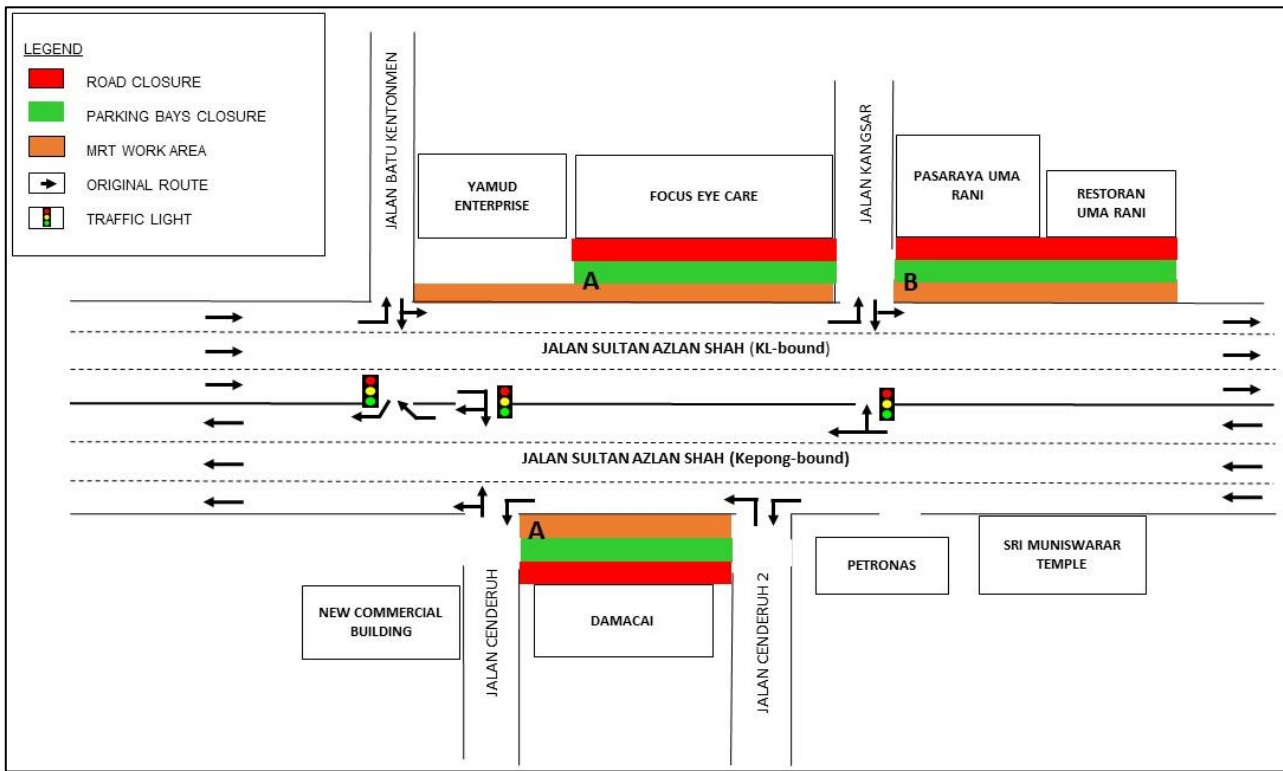 LEGEND
ROAD CLOSURE
PARKING BAYS CLOSURE
MRT WORK AREA
ORIGINAL ROUTE
TRAFFIC LIGHT
JALAN BATU KENTONMEN
YAMUD
ENTERPRISE
FOCUS EYE CARE
JALAN KANGSAR
PASARAYA UMA
RANI
RESTORAN
UMA RANI
A
B
JALAN SULTAN AZLAN SHAH (KL-bound)
JALAN SULTAN AZLAN SHAH (Kepong-bound)
A
NEW COMMERCIAL
BUILDING
JALAN CENDERUH
DAMACAI
JALAN CENDERUH 2
PETRONAS
SRI MUNISWARAR
TEMPLE